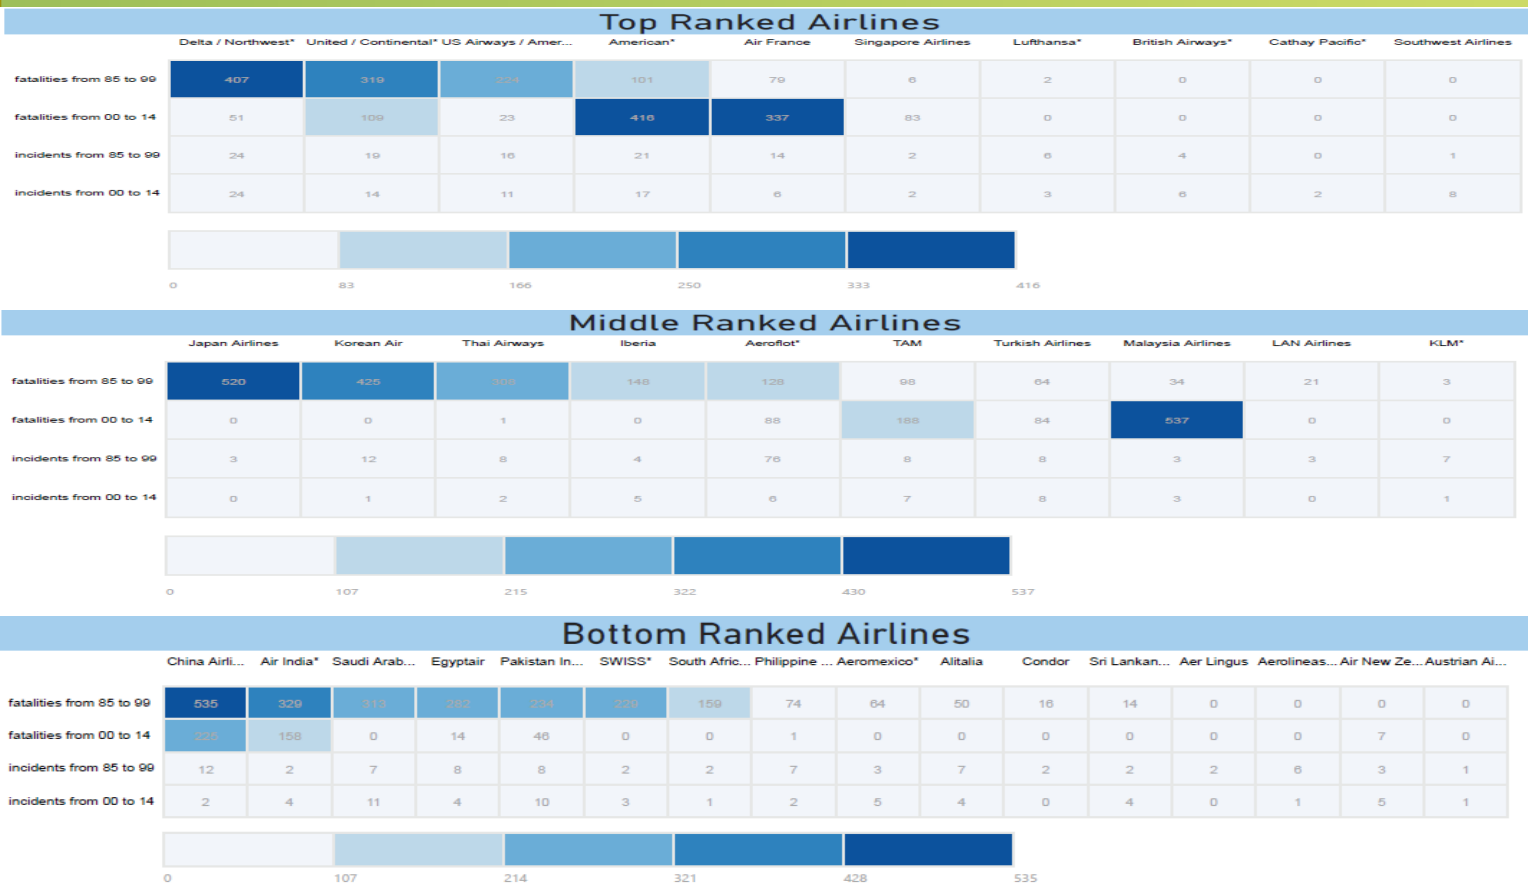 Top Ranked Airlines
Delta / Northwest* United / Continental* US Airways / Amer... American* Air France Singapore Airlines Lufthansa* British Airways* Cathay Pacific* Southwest Airlines
fatalities from 85 to 99 407 319 224 101 79 6 2 0 0 0
fatalities from 00 to 14 51 109 23 416 337 83 0 0 0 0
incidents from 85 to 99 24 19 16 21 14 2 6 4 0 1
incidents from 00 to 14 24 14 11 17 6 2 3 6 2 8
0 83 166 250 333 416
Middle Ranked Airlines
Japan Airlines Korean Air Thai Airways Iberia Aeroflot* TAM Turkish Airlines Malaysia Airlines LAN Airlines KLM*
fatalities from 85 to 99 520 425 308 148 128 98 64 34 21 3
fatalities from 00 to 14 0 0 1 0 88 188 84 537 0 0
incidents from 85 to 99 3 12 8 4 76 8 8 3 3 7
incidents from 00 to 14 0 1 2 5 6 7 8 3 0 1
0 107 215 322 430 537
Bottom Ranked Airlines
China Airli... Air India* Saudi Arab... Egyptair Pakistan In... SWISS* South Afric... Philippine ... Aeromexico* Alitalia Condor Sri Lankan... Aer Lingus Aerolineas... Air New Ze... Austrian Ai...
fatalities from 85 to 99 535 329 313 282 234 229 159 74 64 50 16 14 0 0 0 0
fatalities from 00 to 14 225 158 0 14 46 0 0 1 0 0 0 0 0 0 7 0
incidents from 85 to 99 12 2 7 8 8 2 2 7 3 7 2 2 2 6 3 1
incidents from 00 to 14 2 4 11 4 10 3 1 2 5 4 0 4 0 1 5 1
0 107 214 321 428 535